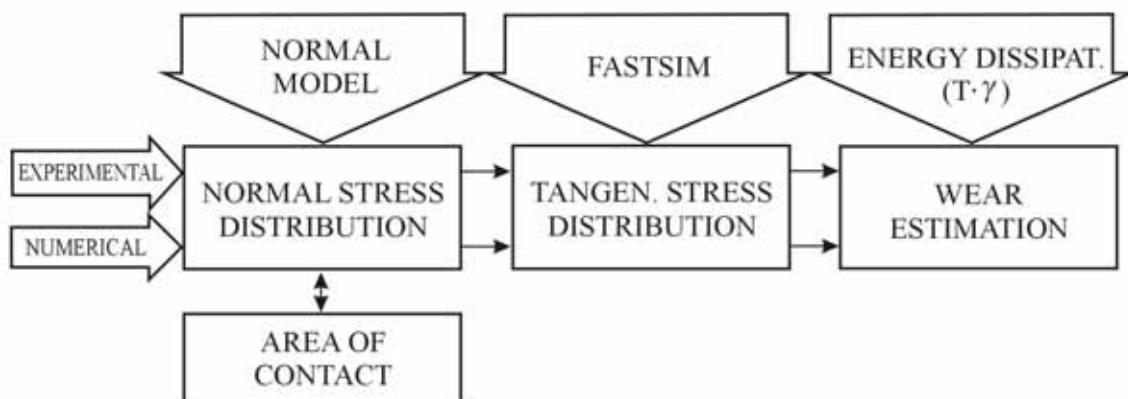 NORMAL
MODEL
FASTSIM
ENERGY DISSIPAT.
(T·γ)
EXPERIMENTAL
NUMERICAL
NORMAL STRESS
DISTRIBUTION
TANGEN. STRESS
DISTRIBUTION
WEAR
ESTIMATION
AREA OF
CONTACT